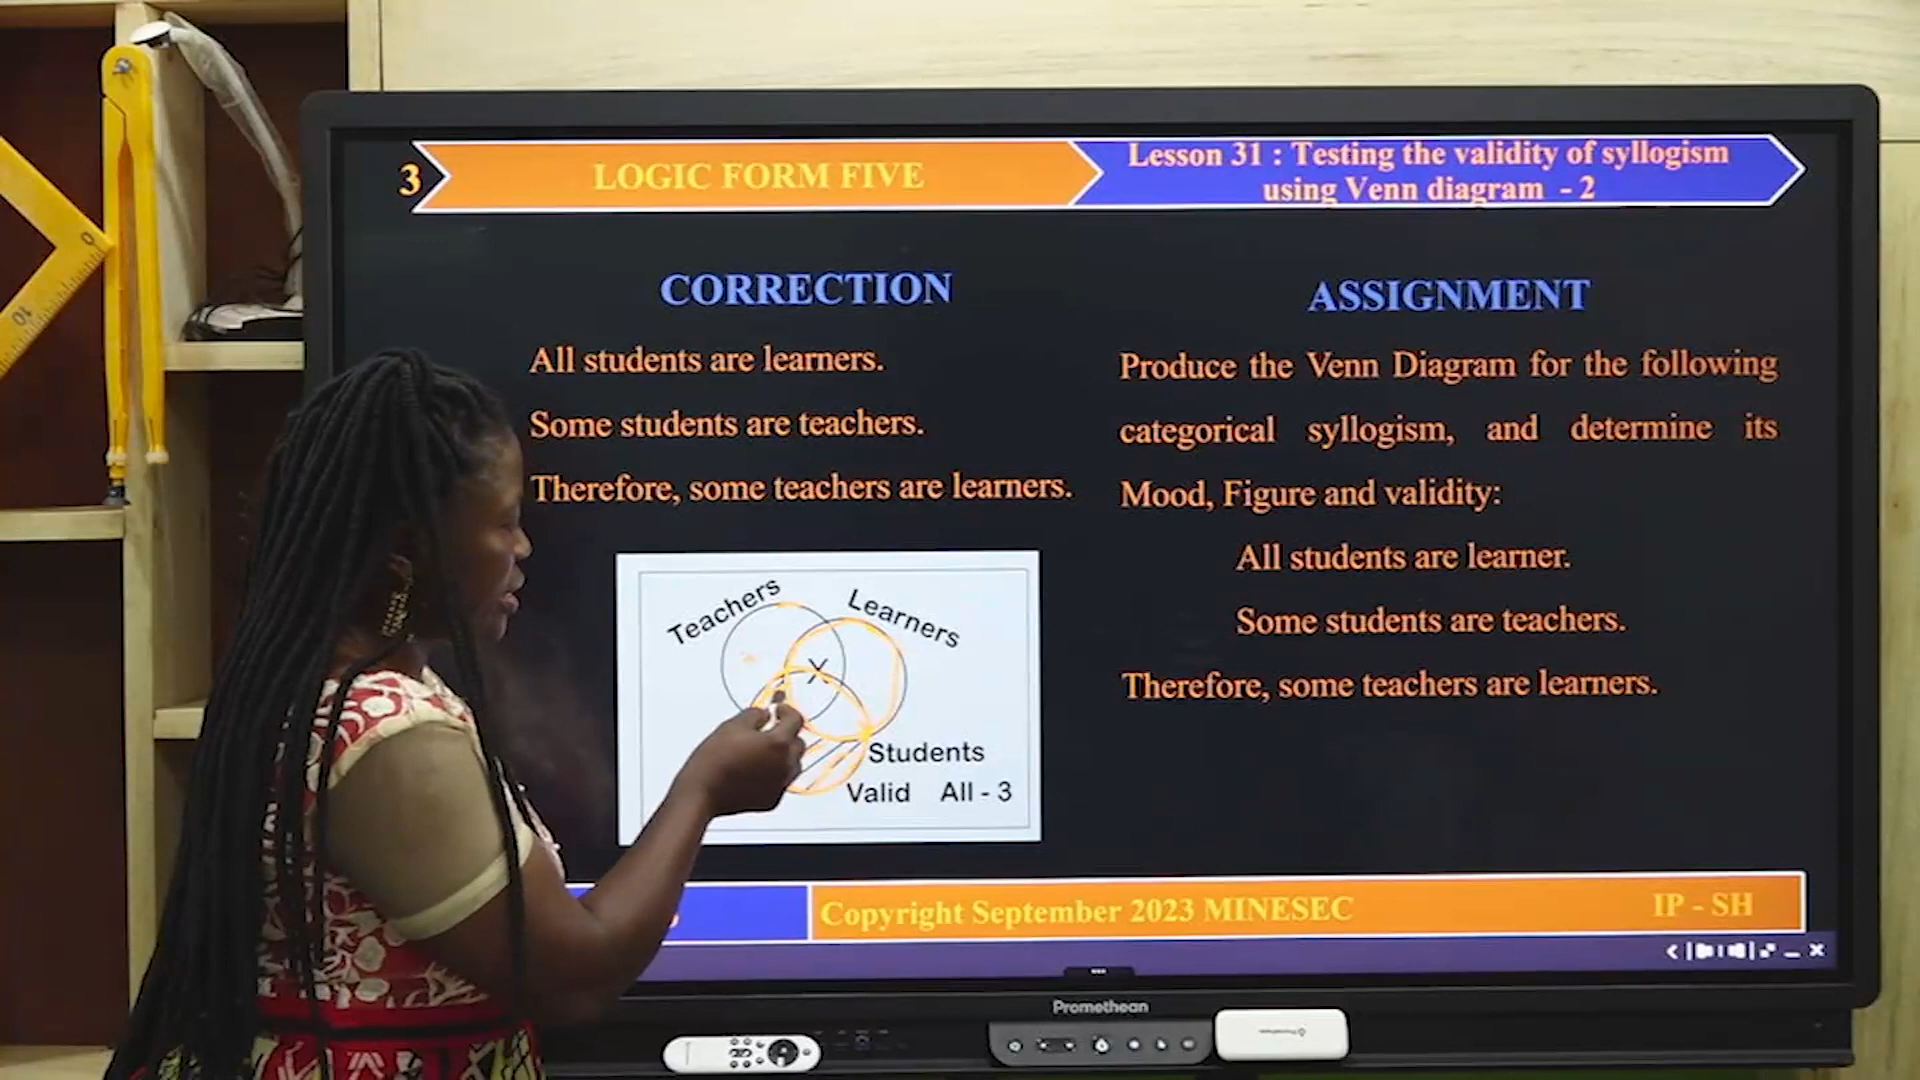 3
LOGIC FORM FIVE
Lesson 31 : Testing the validity of syllogism
using Venn diagram - 2
CORRECTION
All students are learners.
Some students are teachers.
Therefore, some teachers are learners.
Teachers
Learners
X
Students
Valid All - 3
ASSIGNMENT
Produce the Venn Diagram for the following
categorical syllogism, and determine its
Mood, Figure and validity:
All students are learner.
Some students are teachers.
Therefore, some teachers are learners.
Copyright September 2023 MINESEC
IP - SH
Promethean
0
10